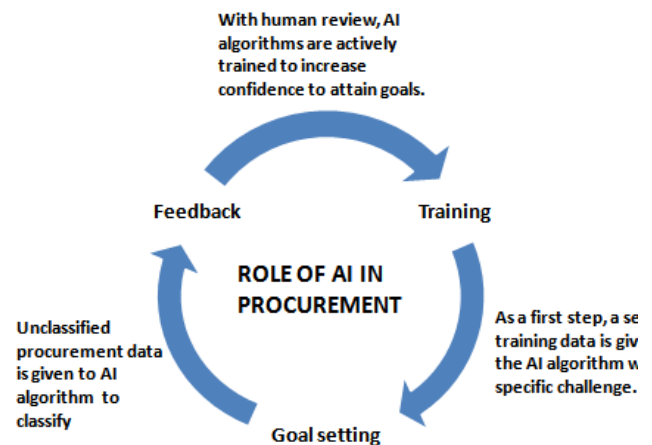 With human review, AI
algorithms are actively
trained to increase
confidence to attain goals.
Feedback
Training
ROLE OF AI IN
PROCUREMENT
Unclassified
procurement data
is given to AI
algorithm to
classify
As a first step, a
training data is
the AI algorithm
specific challenge.
Goal setting